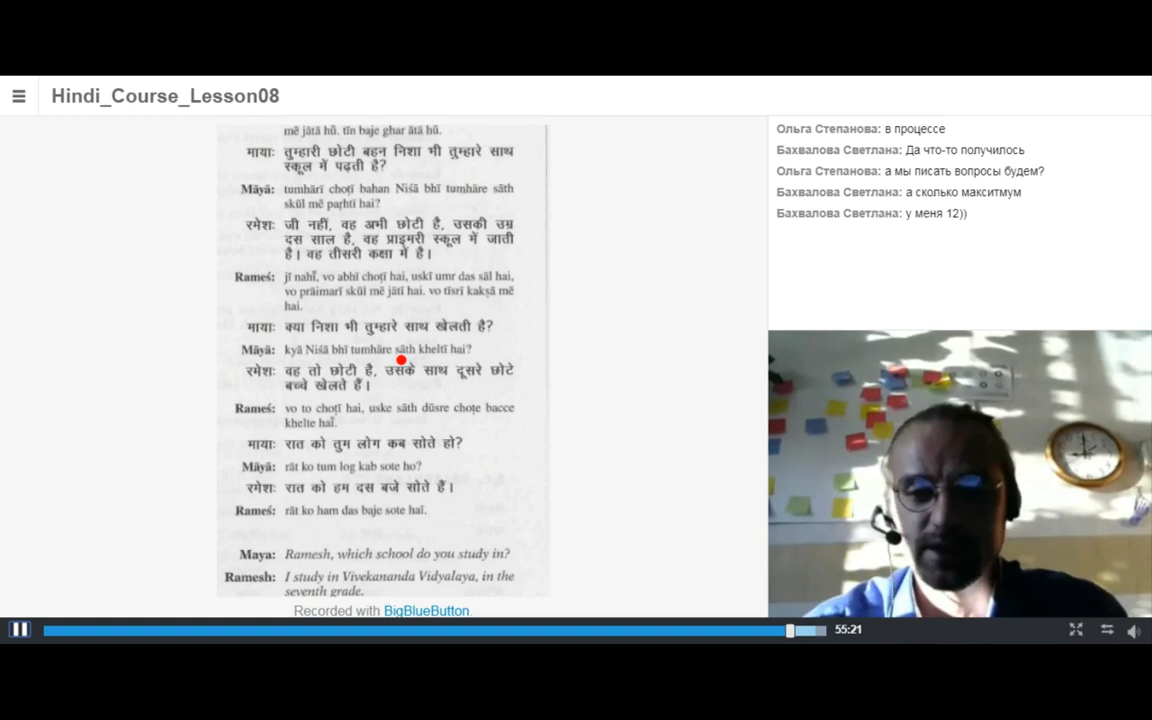 Hindi_Course_Lesson08
mē jātā hū̃. tīn baje ghar ātā hū̃.
मायाः तुम्हारी छोटी बहन निशा भी तुम्हारे साथ
स्कूल में पढ़ती है?
Māyā: tumhārī choṭī bahan Niśā bhī tumhāre sāth
skūl mē paṛhtī hai?
रमेशः जी नहीं, वह अभी छोटी है, उसकी उम्र
दस साल है, वह प्राइमरी स्कूल में जाती
है। वह तीसरी कक्षा में है।
Rameś: jī nahī̃, vo abhī choṭī hai, uskī umr das sāl hai,
vo prāimarī skūl mē jātī hai. vo tīsrī kakṣā mē
hai.
मायाः क्या निशा भी तुम्हारे साथ खेलती है?
Māyā: kyā Niśā bhī tumhāre sāth kheltī hai?
रमेशः वह तो छोटी है, उसके साथ दूसरे छोटे
बच्चे खेलते हैं।
Rameś: vo to choṭī hai, uske sāth dūsre choṭe bacce
khelte haĩ.
मायाः रात को तुम लोग कब सोते हो?
Māyā: rāt ko tum log kab sote ho?
रमेशः रात को हम दस बजे सोते हैं।
Rameś: rāt ko ham das baje sote haĩ.
Maya: Ramesh, which school do you study in?
Ramesh: I study in Vivekananda Vidyalaya, in the
seventh grade.
Recorded with BigBlueButton.
Ольга Степанова: в процессе
Бахвалова Светлана: Да что-то получилось
Ольга Степанова: а мы писать вопросы будем?
Бахвалова Светлана: а сколько макситмум
Бахвалова Светлана: у меня 12))
55:21